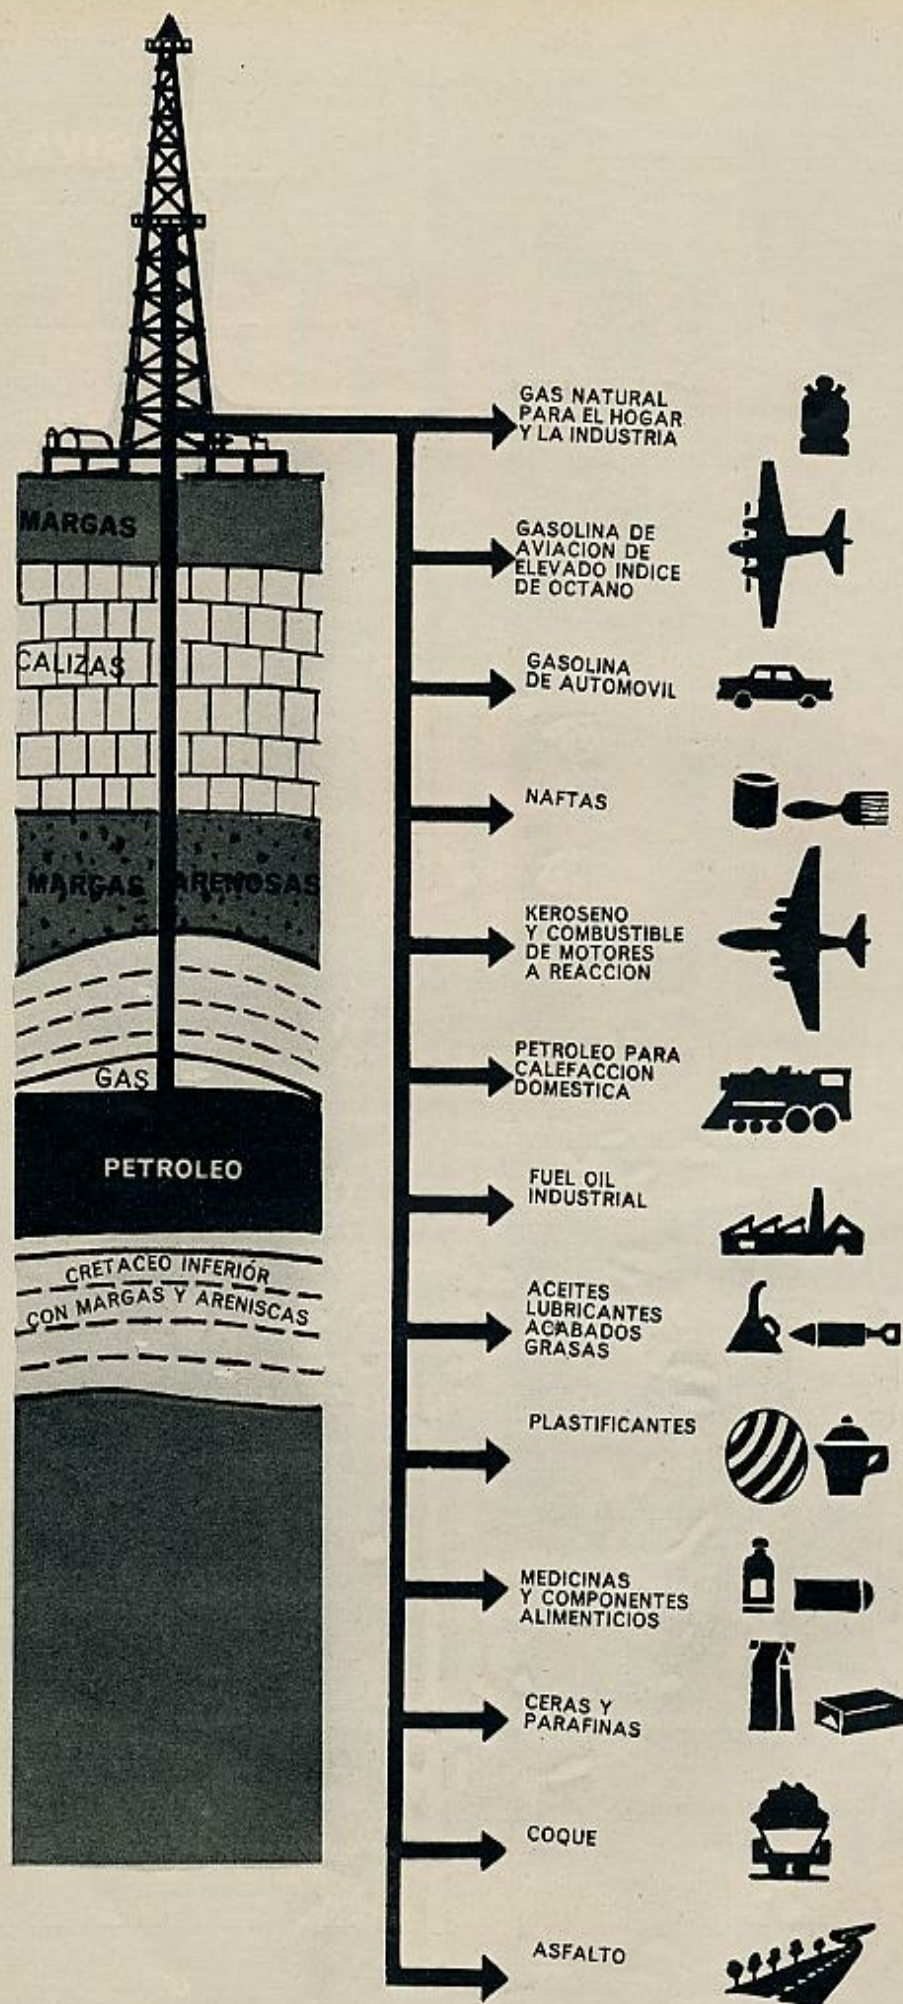 MARGAS
CALIZAS
MARGAS ARENOSAS
GAS
PETROLEO
CRETACEO INFERIÓR
CON MARGAS Y ARENISCAS
GAS NATURAL
PARA EL HOGAR
Y LA INDUSTRIA
GASOLINA DE
AVIACION DE
ELEVADO INDICE
DE OCTANO
GASOLINA
DE AUTOMOVIL
NAFTAS
KEROSENO
Y COMBUSTIBLE
DE MOTORES
A REACCION
PETROLEO PARA
CALEFACCION
DOMESTICA
FUEL OIL
INDUSTRIAL
ACEITES
LUBRICANTES
ACABADOS
GRASAS
PLASTIFICANTES
MEDICINAS
Y COMPONENTES
ALIMENTICIOS
CERAS Y
PARAFINAS
COQUE
ASFALTO